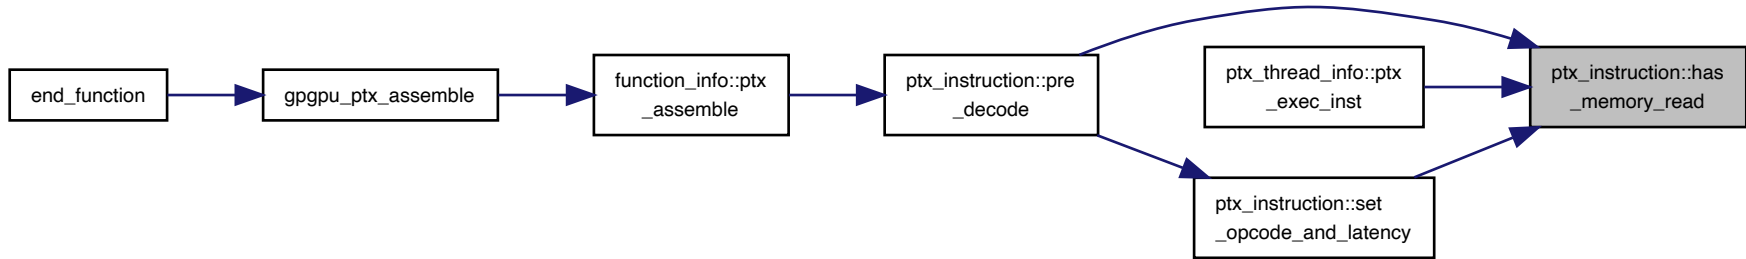 end_function
gpgpu_ptx_assemble
function_info::ptx
_assemble
ptx_instruction::pre
_decode
ptx_thread_info::ptx
_exec_inst
ptx_instruction::set
_opcode_and_latency
ptx_instruction::has
_memory_read